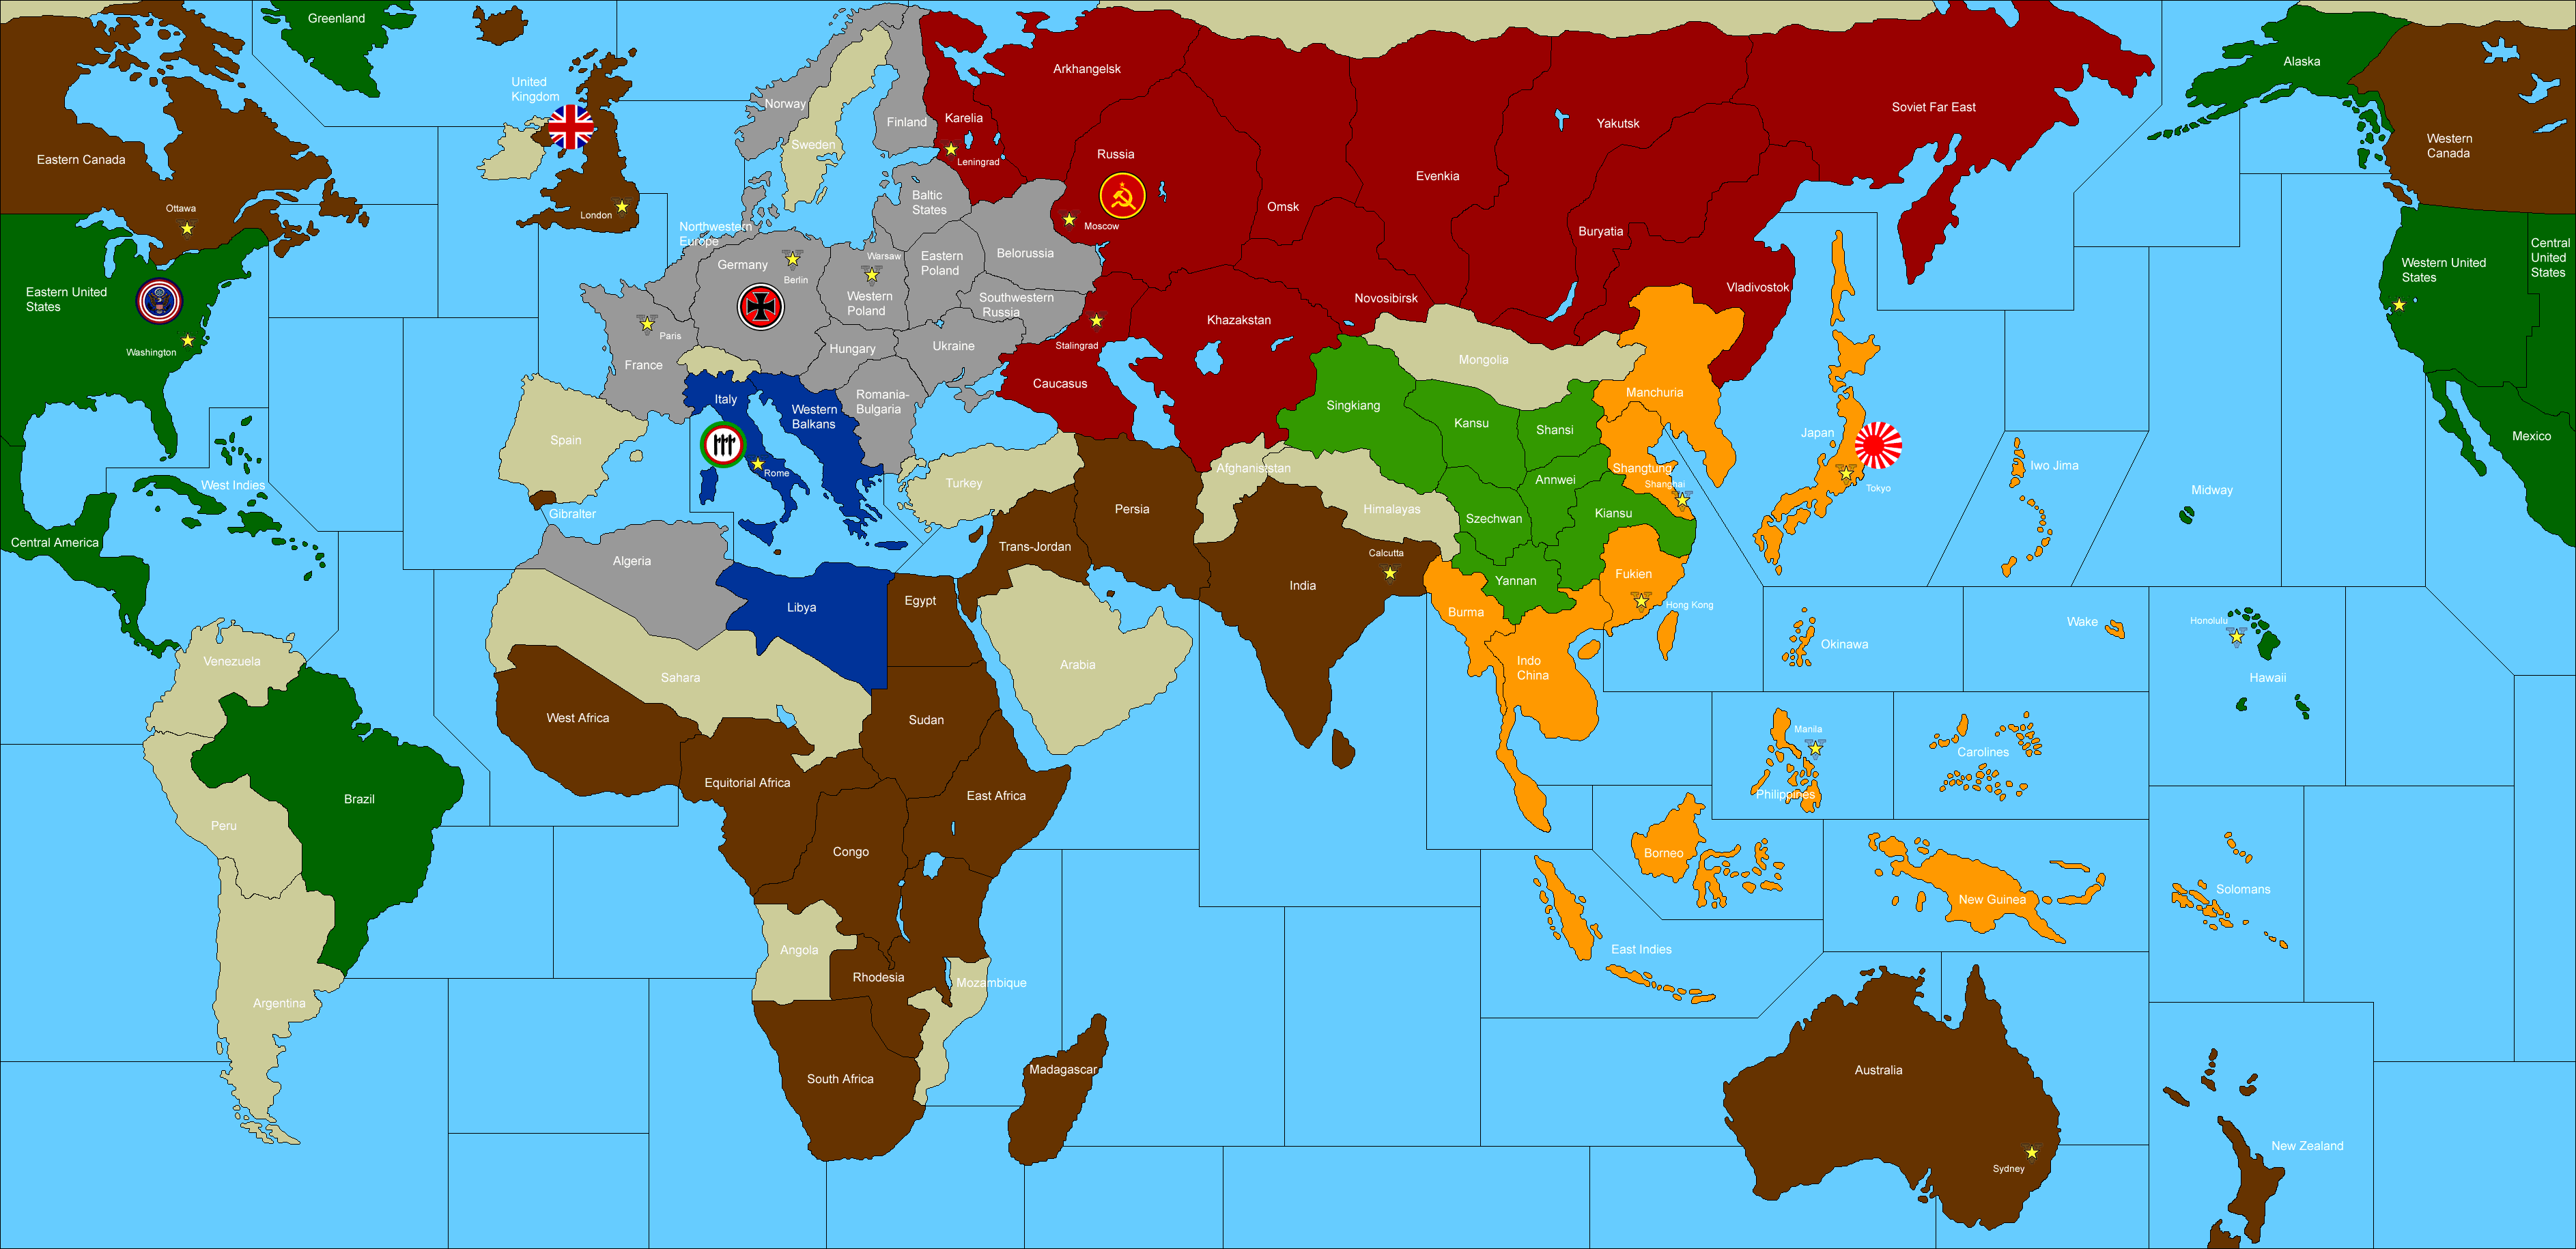 Greenland
Eastern Canada
Ottawa
Eastern United
States
Washington
West Indies
Central America
Venezuela
Brazil
Peru
Argentina
United
Kingdom
London
Norway
Sweden
Finland
Karelia
Leningrad
Baltic
States
Northwestern
Europe
Germany
Berlin
Warsaw
Western
Poland
Eastern
Poland
Belorussia
Southwestern
Russia
Ukraine
Hungary
Romania-
Bulgaria
Paris
France
Italy
Rome
Western
Balkans
Spain
Gibralter
Algeria
Libya
Egypt
Sahara
West Africa
Equitorial Africa
Sudan
East Africa
Congo
Angola
Rhodesia
Mozambique
South Africa
Madagascar
Turkey
Trans-Jordan
Persia
Arabia
Arkhangelsk
Russia
Moscow
Stalingrad
Caucasus
Omsk
Evenkia
Yakutsk
Soviet Far East
Buryatia
Novosibirsk
Khazakstan
Vladivostok
Mongolia
Singkiang
Kansu
Shansi
Manchuria
Shangtung
Shanghai
Annwei
Kiansu
Szechwan
Yannan
Fukien
Hong Kong
Afghanisistan
Himalayas
India
Calcutta
Burma
Indo
China
Japan
Tokyo
Iwo Jima
Midway
Okinawa
Wake
Honolulu
Hawaii
Manila
Philippines
Carolines
Borneo
East Indies
New Guinea
Solomans
Australia
Sydney
New Zealand
Alaska
Western
Canada
Western United
States
Central
United
States
Mexico